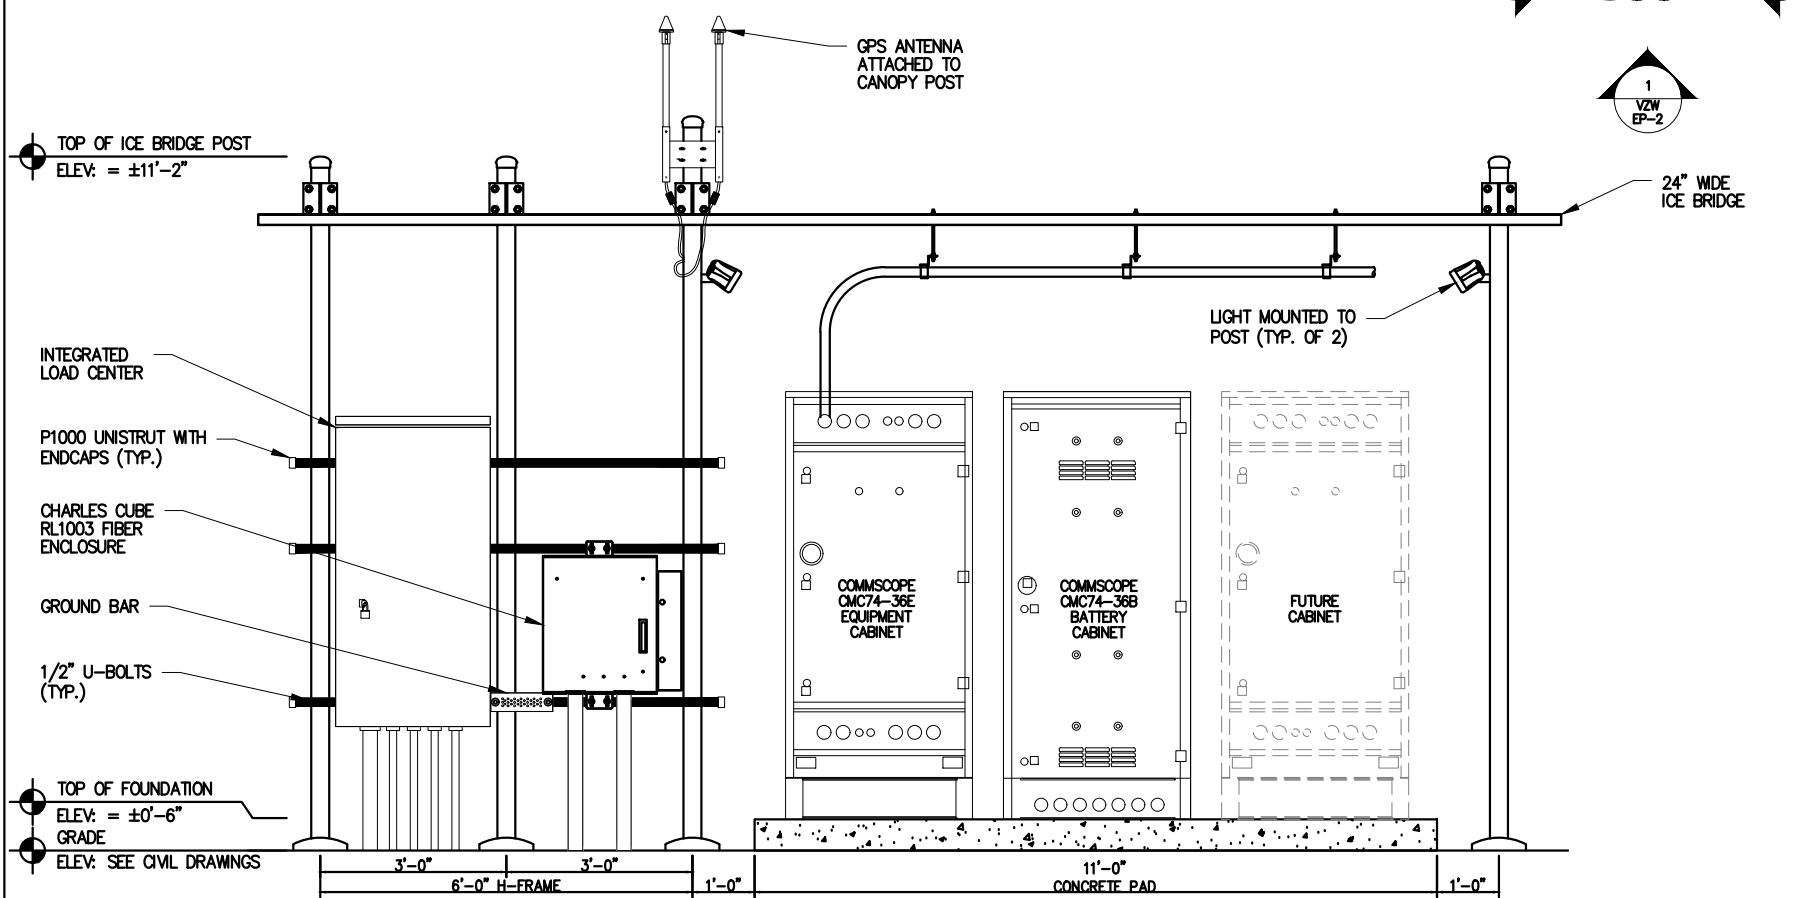 GPS ANTENNA
ATTACHED TO
CANOPY POST
1
VZW
EP-2
TOP OF ICE BRIDGE POST
ELEV: = ±11'-2"
24" WIDE
ICE BRIDGE
LIGHT MOUNTED TO
POST (TYP. OF 2)
INTEGRATED
LOAD CENTER
P1000 UNISTRUT WITH
ENDCAPS (TYP.)
CHARLES CUBE
RL1003 FIBER
ENCLOSURE
GROUND BAR
1/2" U-BOLTS
(TYP.)
COMMSCOPE
CMC74-36E
EQUIPMENT
CABINET
COMMSCOPE
CMC74-36B
BATTERY
CABINET
FUTURE
CABINET
TOP OF FOUNDATION
ELEV: = ±0'-6"
GRADE
ELEV: SEE CIVIL DRAWINGS
3'-0"
3'-0"
6'-0" H-FRAME
1'-0"
11'-0"
CONCRETE PAD
1'-0"